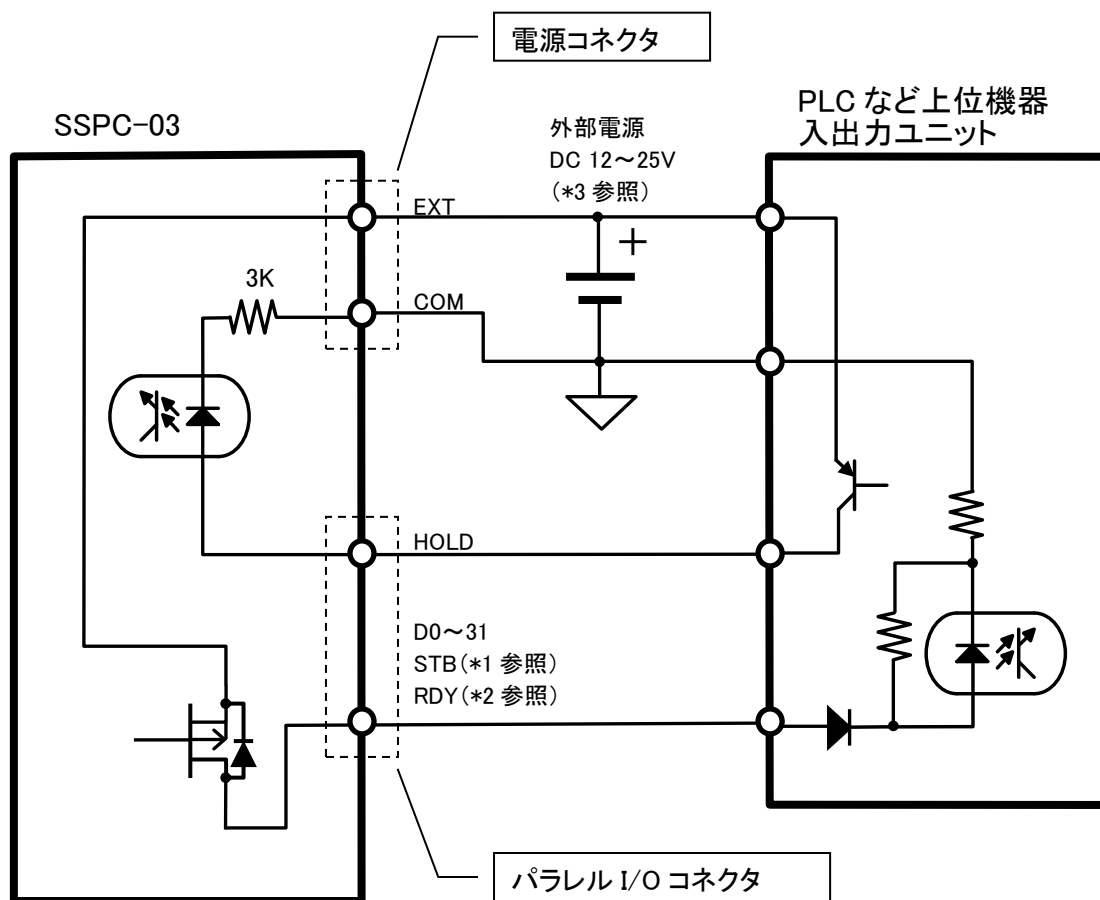 電源コネクタ
SSPC-03
外部電源
DC 12～25V
(*3 参照)
PLC など上位機器
入出力ユニット
EXT
+
3K
COM
HOLD
D0～31
STB(*1 参照)
RDY(*2 参照)
パラレル I/O コネクタ